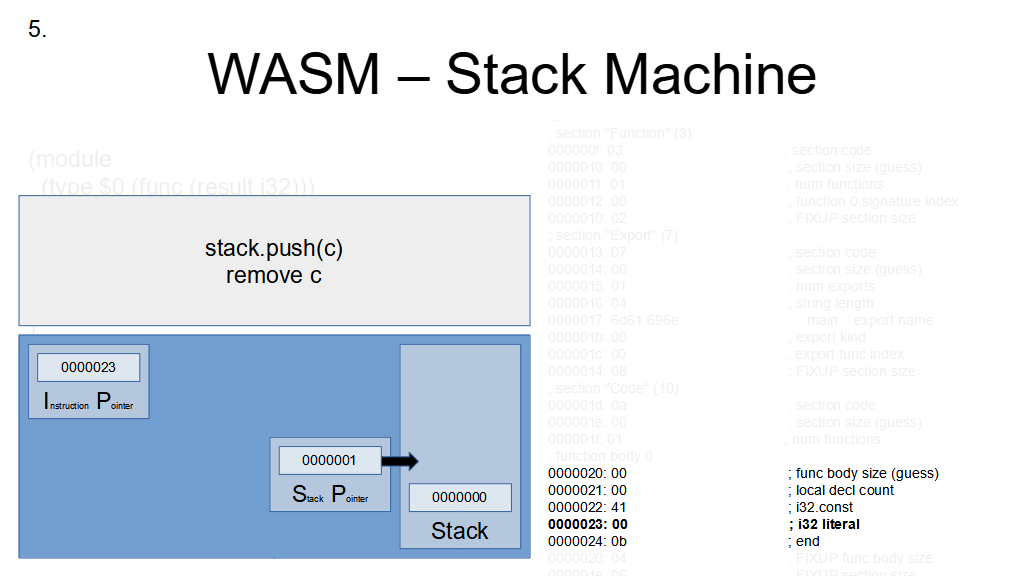 5.
WASM – Stack Machine
(module
(type $0 (func (result i32)))
stack.push(c)
remove c
0000023
Instruction Pointer
0000001
Stack Pointer
0000000
Stack
...
; section "Function" (3)
000000f: 03 ; section code
0000010: 00 ; section size (guess)
0000011: 01 ; num functions
0000012: 00 ; function 0 signature index
0000010: 02 ; FIXUP section size
; section "Export" (7)
0000013: 07 ; section code
0000014: 00 ; section size (guess)
0000015: 01 ; num exports
0000016: 04 ; string length
0000017: 6d61 696e main ; export name
000001b: 00 ; export kind
000001c: 00 ; export func index
0000014: 08 ; FIXUP section size
; section "Code" (10)
000001d: 0a ; section code
000001e: 00 ; section size (guess)
000001f: 01 ; num functions
; function body 0
0000020: 00 ; func body size (guess)
0000021: 00 ; local decl count
0000022: 41 ; i32.const
0000023: 00 ; i32 literal
0000024: 0b ; end
0000020: 04 ; FIXUP func body size
000001e: 06 ; FIXUP section size